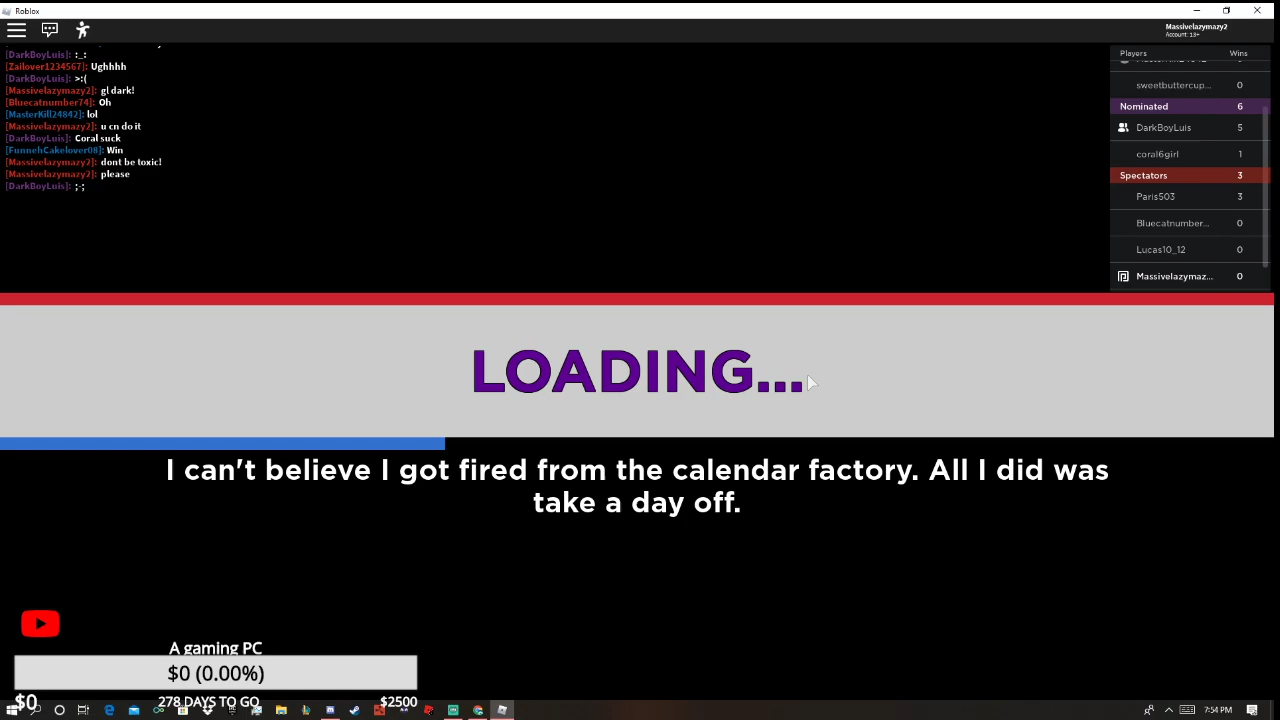 Roblox
Massivelazymazy2
Account: 13+
[DarkBoyLuis]: :_:
[Zailover1234567]: Ughhhh
[DarkBoyLuis]: >:(
[Massivelazymazy2]: gl dark!
[Bluecatnumber74]: Oh
[MasterKill24842]: lol
[Massivelazymazy2]: u cn do it
[DarkBoyLuis]: Coral suck
[FunnehCakelover08]: Win
[Massivelazymazy2]: dont be toxic!
[Massivelazymazy2]: please
[DarkBoyLuis]: ;-;
Players Wins
sweetbuttercup... 0
Nominated 6
DarkBoyLuis 5
coral6girl 1
Spectators 3
Paris503 3
Bluecatnumber... 0
Lucas10_12 0
Massivelazymaz... 0
LOADING...
I can't believe I got fired from the calendar factory. All I did was
take a day off.
A gaming PC
$0 (0.00%)
$0 278 DAYS TO GO $2500
7:54 PM